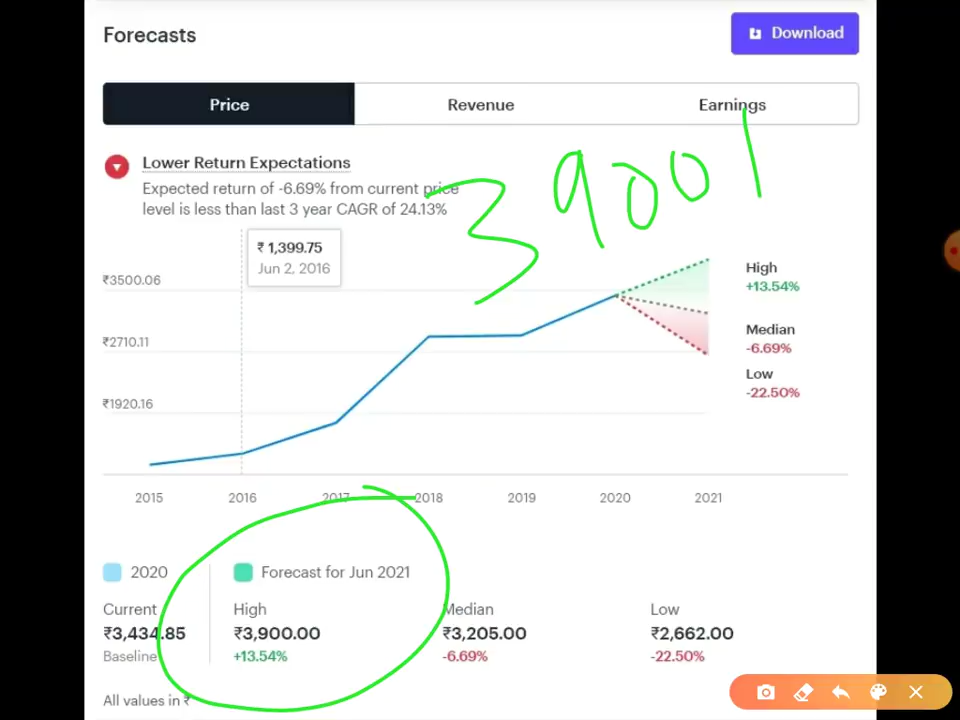 Forecasts
Download
Price Revenue Earnings
Lower Return Expectations
Expected return of -6.69% from current price
level is less than last 3 year CAGR of 24.13%
39001
₹ 1,399.75
Jun 2, 2016
₹3500.06
₹2710.11
₹1920.16
High
+13.54%
Median
-6.69%
Low
-22.50%
2015 2016 2017 2018 2019 2020 2021
2020 Forecast for Jun 2021
Current High Median Low
₹3,434.85 ₹3,900.00 ₹3,205.00 ₹2,662.00
Baseline +13.54% -6.69% -22.50%
All values in ₹